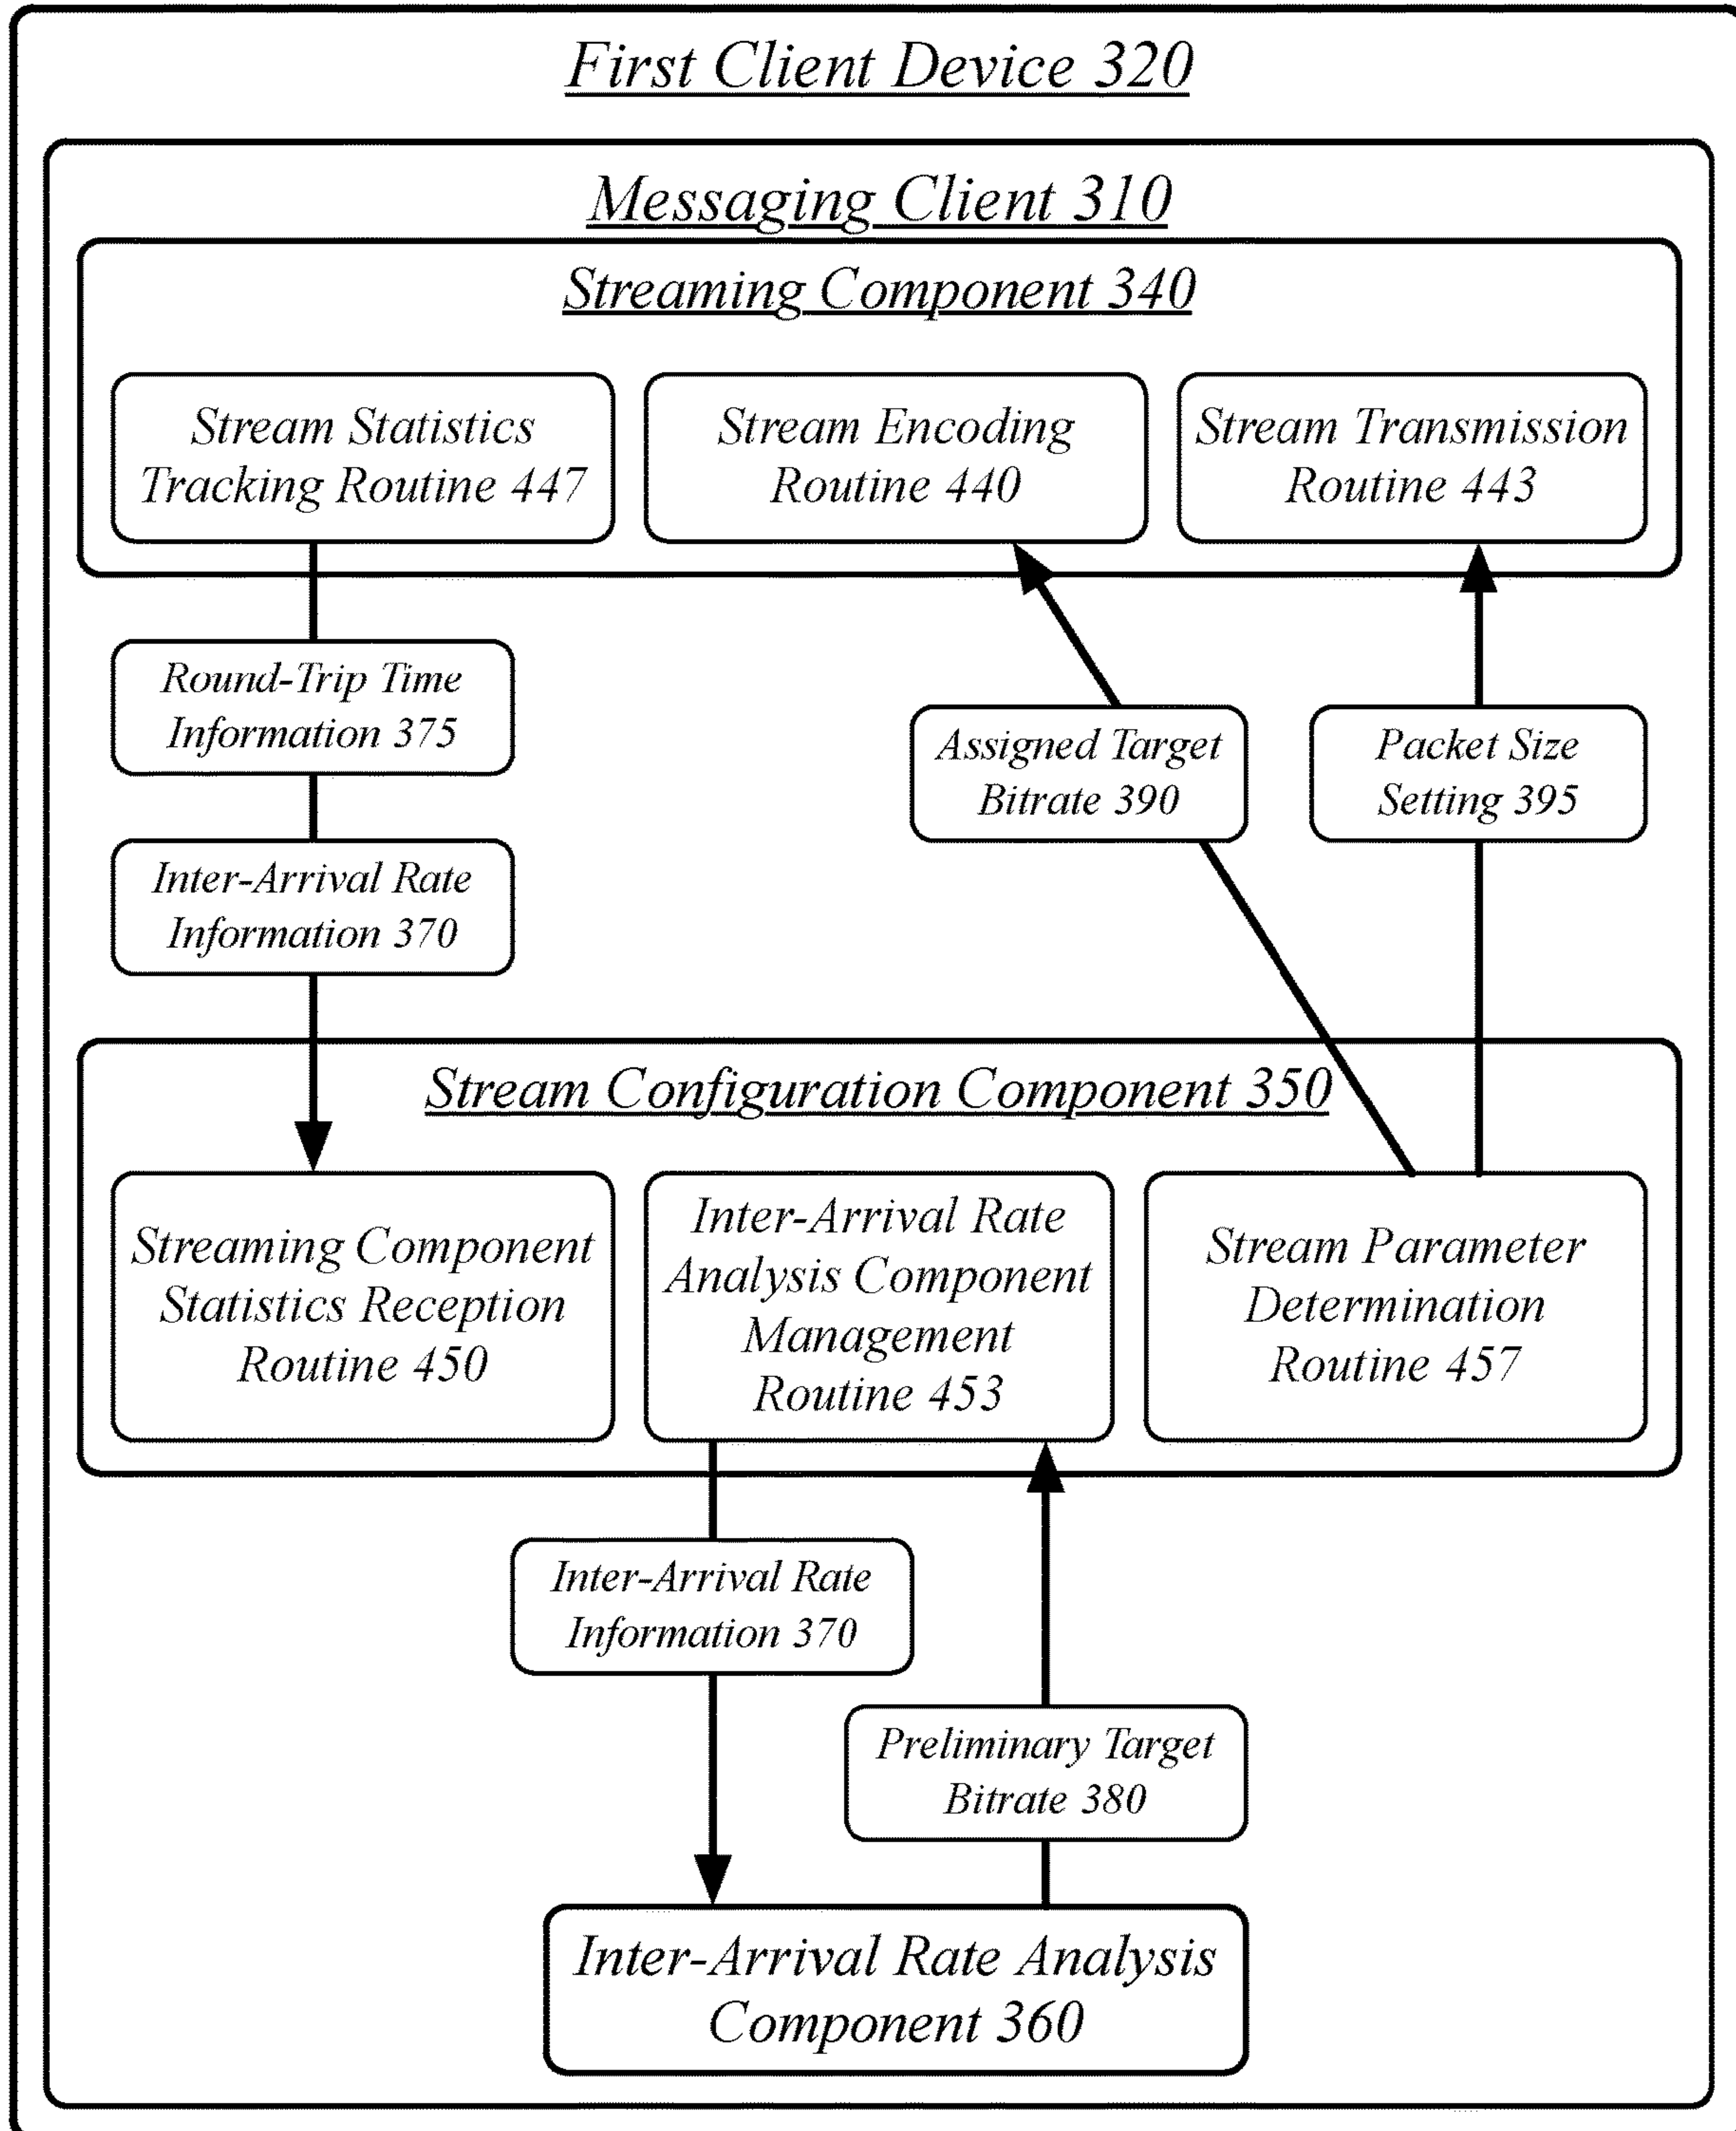 First Client Device 320
Messaging Client 310
Streaming Component 340
Stream Statistics
Tracking Routine 447
Stream Encoding
Routine 440
Stream Transmission
Routine 443
Round-Trip Time
Information 375
Assigned Target
Bitrate 390
Packet Size
Setting 395
Inter-Arrival Rate
Information 370
Stream Configuration Component 350
Streaming Component
Statistics Reception
Routine 450
Inter-Arrival Rate
Analysis Component
Management
Routine 453
Stream Parameter
Determination
Routine 457
Inter-Arrival Rate
Information 370
Preliminary Target
Bitrate 380
Inter-Arrival Rate Analysis
Component 360